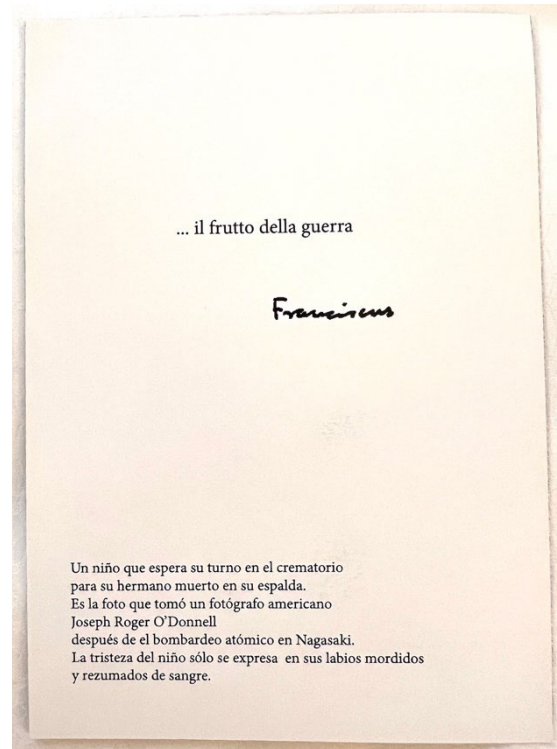 ... il frutto della guerra
Franciscus
Un niño que espera su turno en el crematorio
para su hermano muerto en su espalda.
Es la foto que tomó un fotógrafo americano
Joseph Roger O’Donnell
después de el bombardeo atómico en Nagasaki.
La tristeza del niño sólo se expresa en sus labios mordidos
y rezumados de sangre.